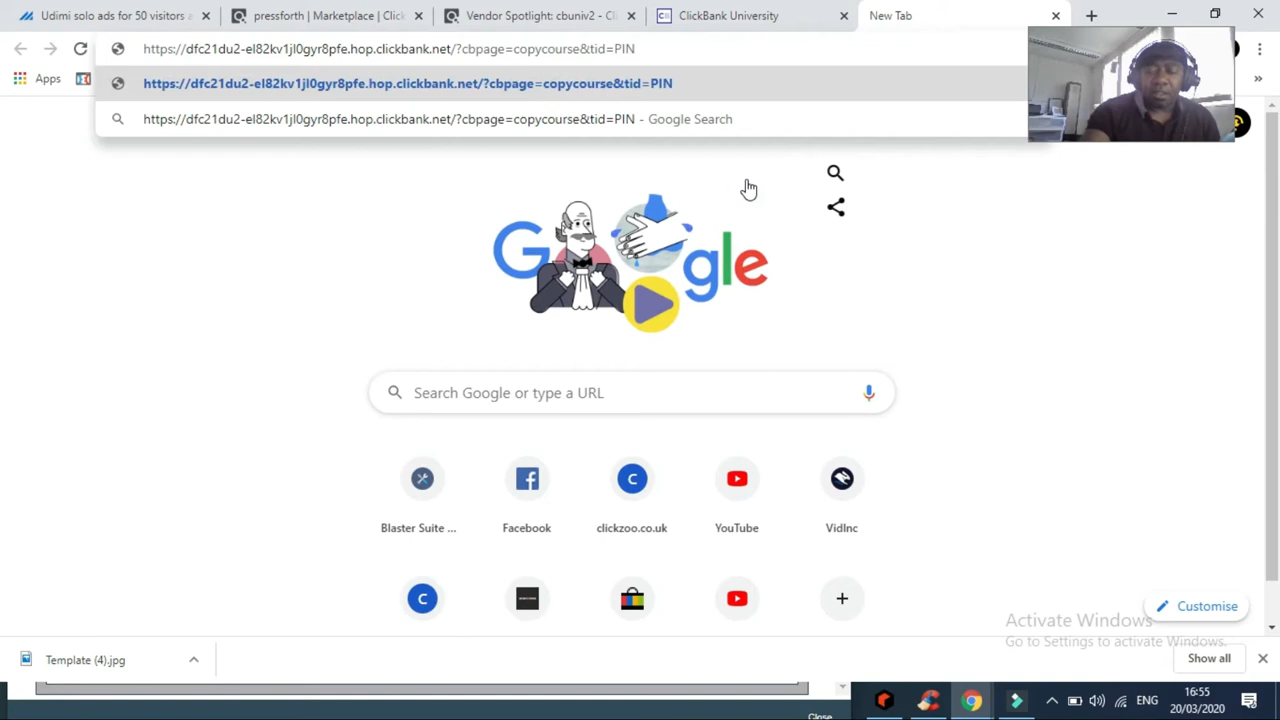 Udimi solo ads for 50 visitors a
pressforth | Marketplace | Click
Vendor Spotlight: cbuniv2 - Cli
ClickBank University
New Tab
https://dfc21du2-el82kv1jl0gyr8pfe.hop.clickbank.net/?cbpage=copycourse&tid=PIN
Apps
https://dfc21du2-el82kv1jl0gyr8pfe.hop.clickbank.net/?cbpage=copycourse&tid=PIN
https://dfc21du2-el82kv1jl0gyr8pfe.hop.clickbank.net/?cbpage=copycourse&tid=PIN - Google Search
Google
Search Google or type a URL
Blaster Suite ...
Facebook
clickzoo.co.uk
YouTube
VidInc
Customise
Activate Windows
Go to Settings to activate Windows.
Template (4).jpg
Show all
Close
ENG
16:55
20/03/2020